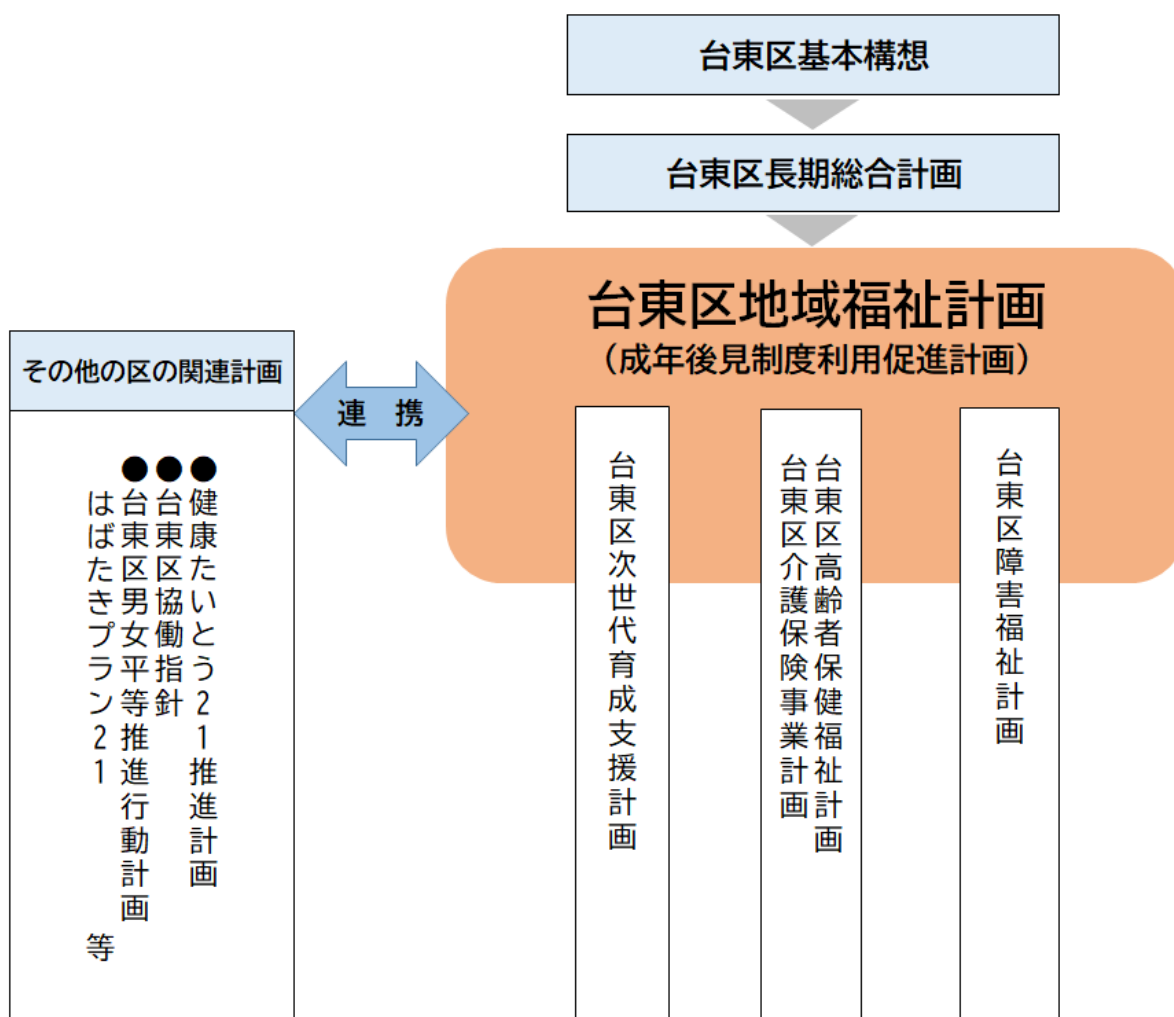 台東区基本構想
台東区長期総合計画
台東区地域福祉計画
（成年後見制度利用促進計画）
その他の区の関連計画
連　携
●健康たいとう２１推進計画
●台東区協働指針
●台東区男女平等推進行動計画
はばたきプラン２１　等
台東区障害福祉計画
台東区高齢者保健福祉計画
台東区介護保険事業計画
台東区次世代育成支援計画